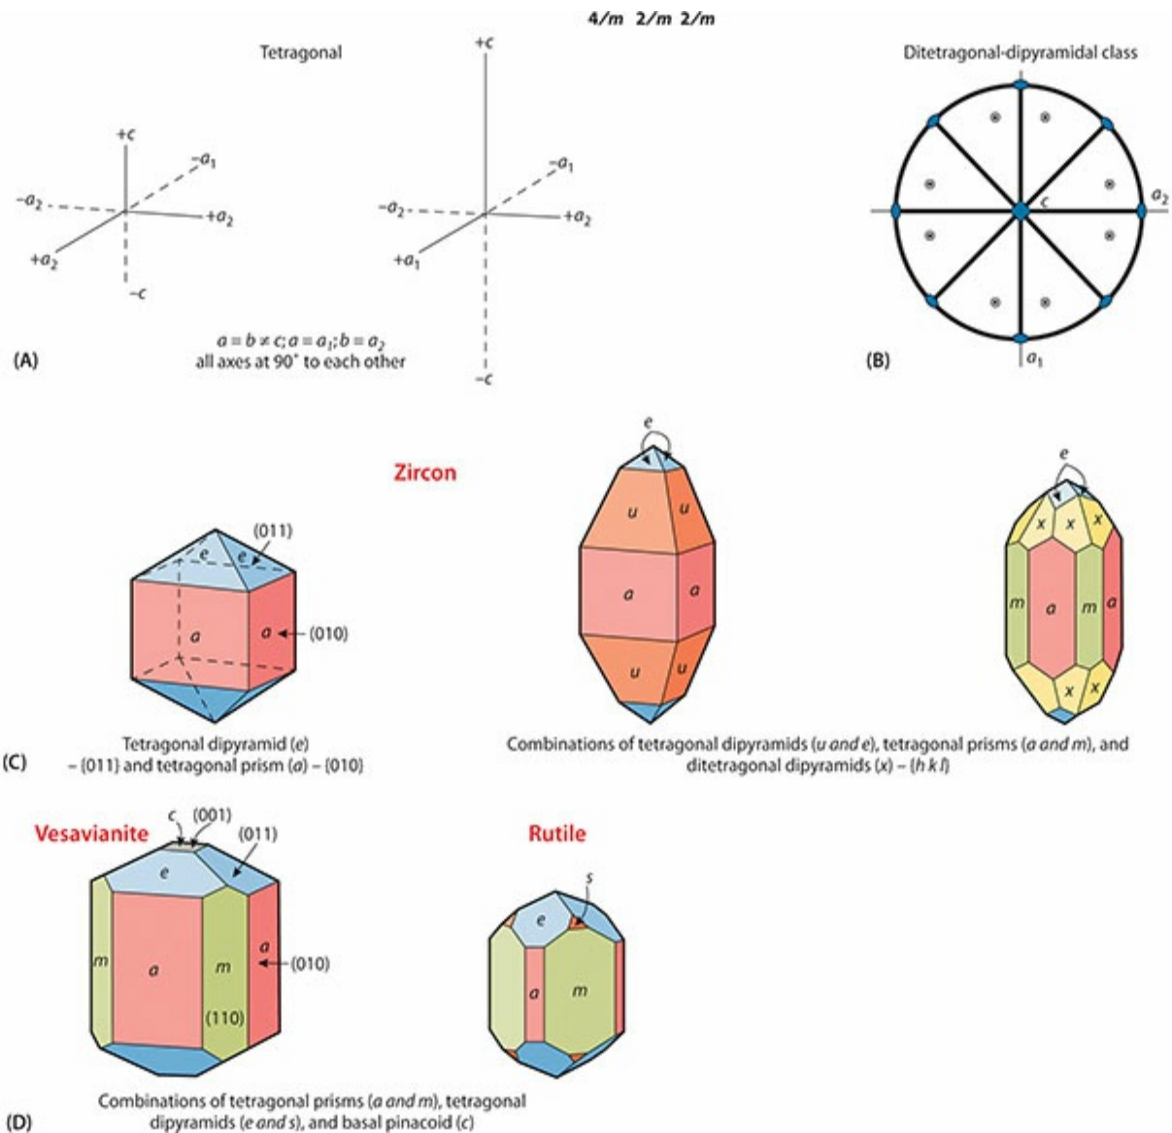 4/m 2/m 2/m
Tetragonal
+c
+c
−a1
−a2
+a2
+a2
−c
−a1
−a2
+a2
+a1
−c
a = b ≠ c; a = a1; b = a2
all axes at 90° to each other
(A)
Ditetragonal-dipyramidal class
c
a2
a1
(B)
Zircon
(011)
e
e
a
a
(010)
Tetragonal dipyramid (e)
– {011} and tetragonal prism (a) – {010}
e
u
u
a
a
u
u
e
x
x
x
m
a
m
a
x
x
Combinations of tetragonal dipyramids (u and e), tetragonal prisms (a and m), and
ditetragonal dipyramids (x) – {h k l}
(C)
Vesavianite
c
(001)
(011)
e
m
a
m
a
(010)
(110)
Rutile
s
e
a
m
Combinations of tetragonal prisms (a and m), tetragonal
dipyramids (e and s), and basal pinacoid (c)
(D)